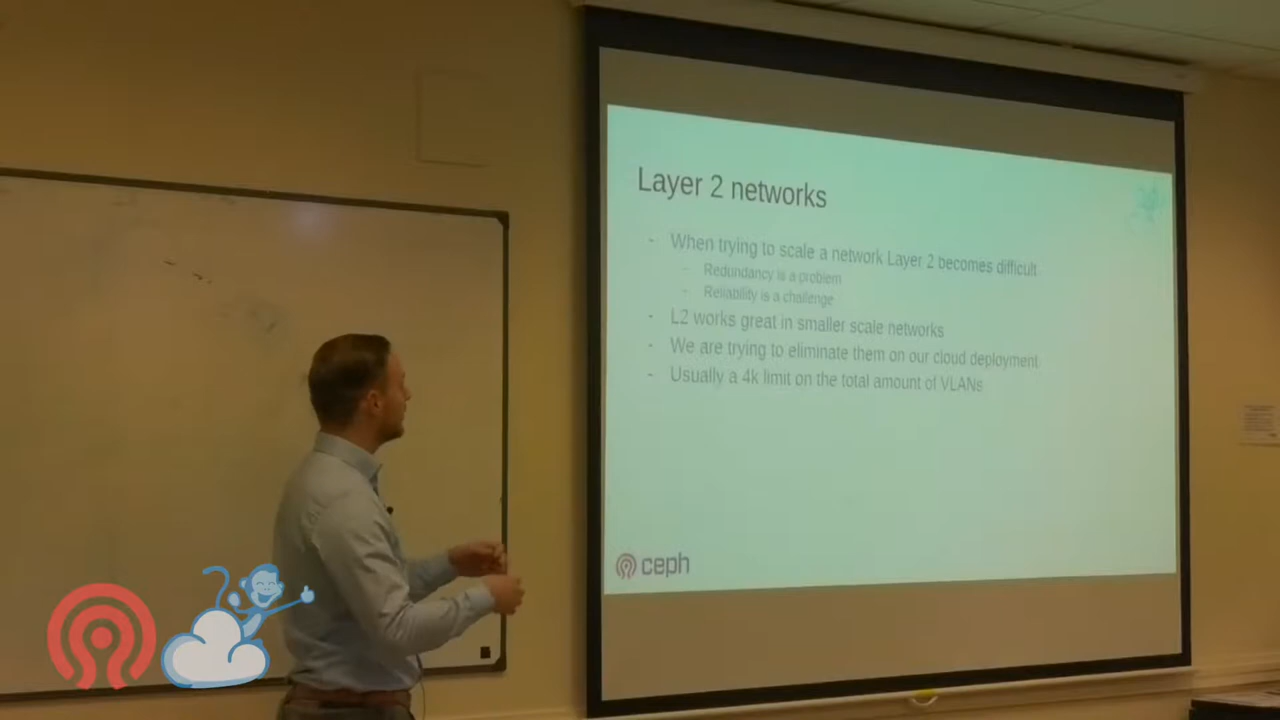 Layer 2 networks
- When trying to scale a network Layer 2 becomes difficult
- Redundancy is a problem
- Reliability is a challenge
- L2 works great in smaller scale networks
- We are trying to eliminate them on our cloud deployment
- Usually a 4k limit on the total amount of VLANs
ceph